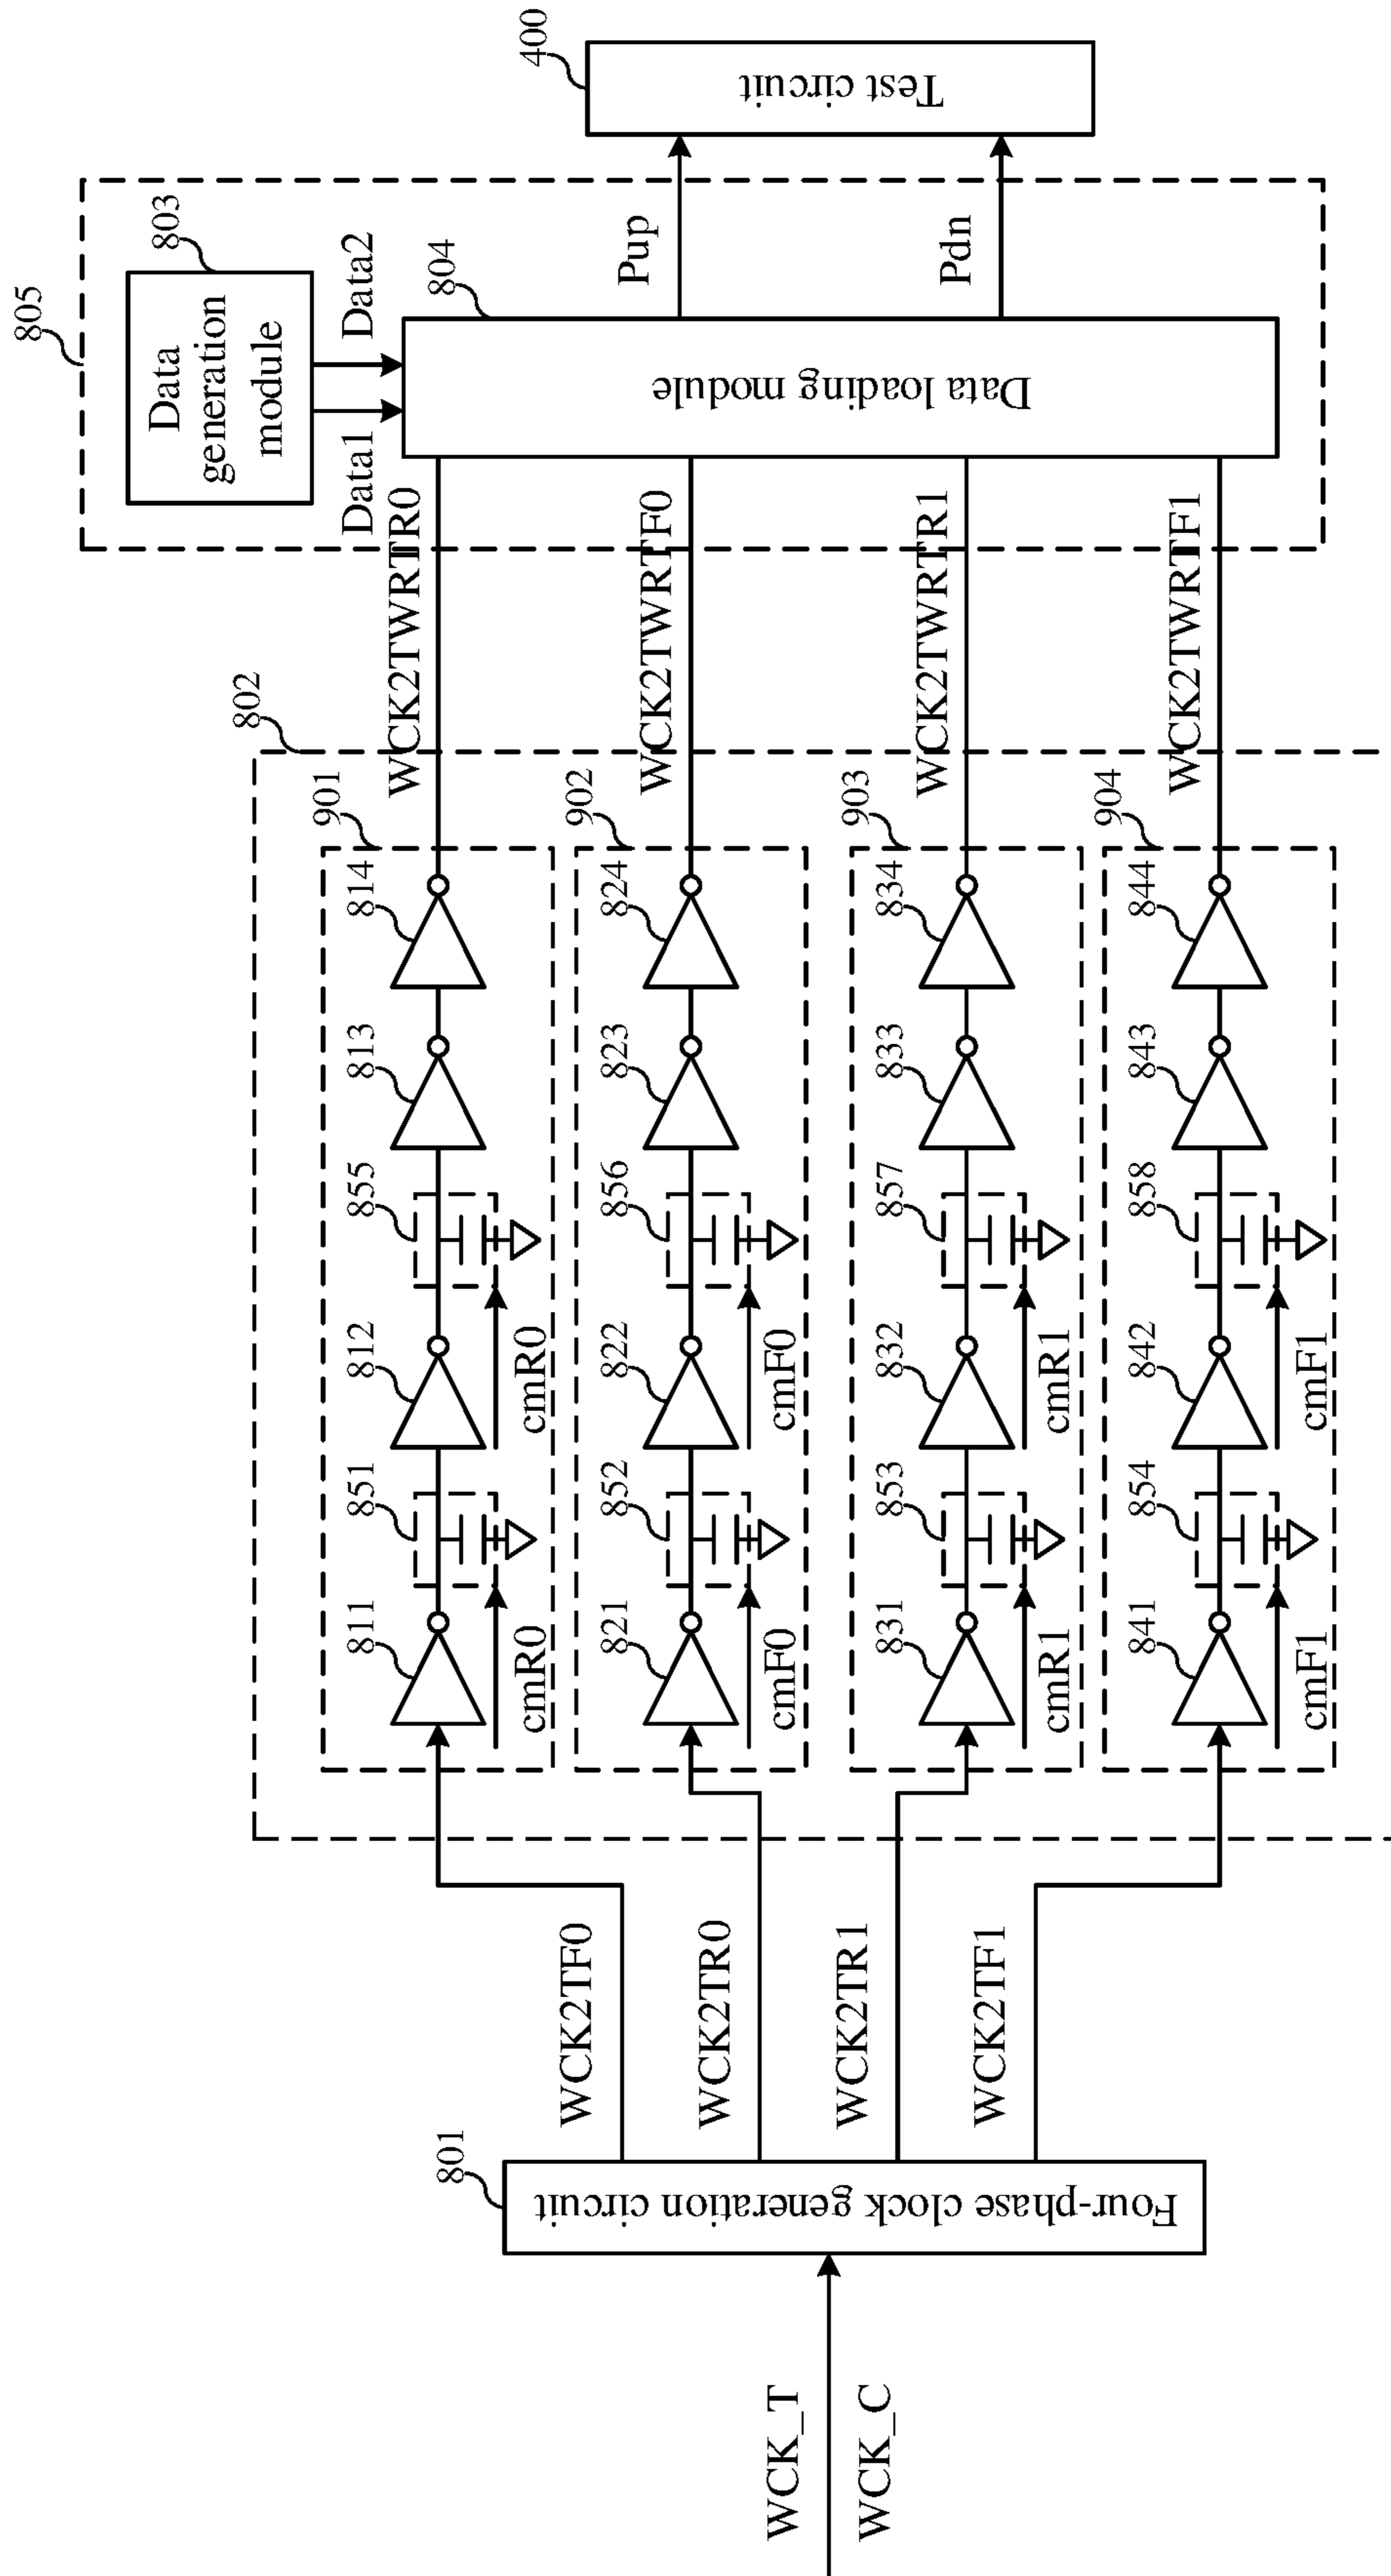 WCK_T
WCK_C
801
Four-phase clock generation circuit
WCK2TF0
WCK2TR0
WCK2TR1
WCK2TF1
802
901
811
851
812
855
813
814
cmR0
cmR0
902
821
852
822
856
823
824
cmF0
cmF0
903
831
853
832
857
833
834
cmR1
cmR1
904
841
854
842
858
843
844
cmF1
cmF1
WCK2TWRTR0
WCK2TWRTF0
WCK2TWRTR1
WCK2TWRTF1
805
803
Data
generation
module
Data1
Data2
804
Data loading module
Pup
Pdn
400
Test circuit